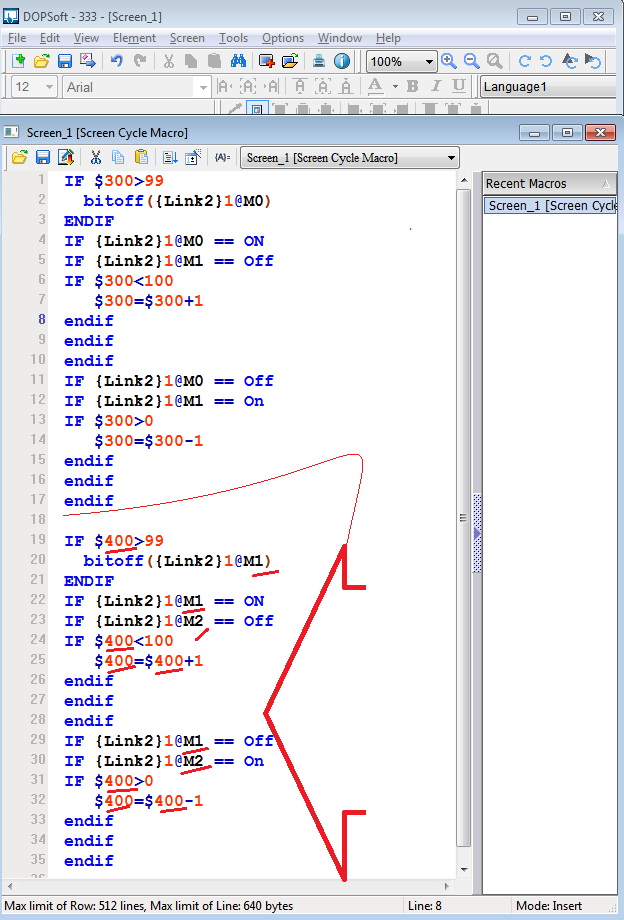 DOPSoft - 333 - [Screen_1]
File Edit View Element Screen Tools Options Window Help
100%
12 Arial A A A A A A A B I U Language1
Screen_1 [Screen Cycle Macro]
{A}= Screen_1 [Screen Cycle Macro]
Recent Macros
Screen_1 [Screen Cycle
1 IF $300>99
2 bitoff({Link2}1@M0)
3 ENDIF
4 IF {Link2}1@M0 == ON
5 IF {Link2}1@M1 == Off
6 IF $300<100
7 $300=$300+1
8 endif
9 endif
10 endif
11 IF {Link2}1@M0 == Off
12 IF {Link2}1@M1 == On
13 IF $300>0
14 $300=$300-1
15 endif
16 endif
17 endif
18
19 IF $400>99
20 bitoff({Link2}1@M1)
21 ENDIF
22 IF {Link2}1@M1 == ON
23 IF {Link2}1@M2 == Off
24 IF $400<100
25 $400=$400+1
26 endif
27 endif
28 endif
29 IF {Link2}1@M1 == Off
30 IF {Link2}1@M2 == On
31 IF $400>0
32 $400=$400-1
33 endif
34 endif
35 endif
Max limit of Row: 512 lines, Max limit of Line: 640 bytes Line: 8 Mode: Insert